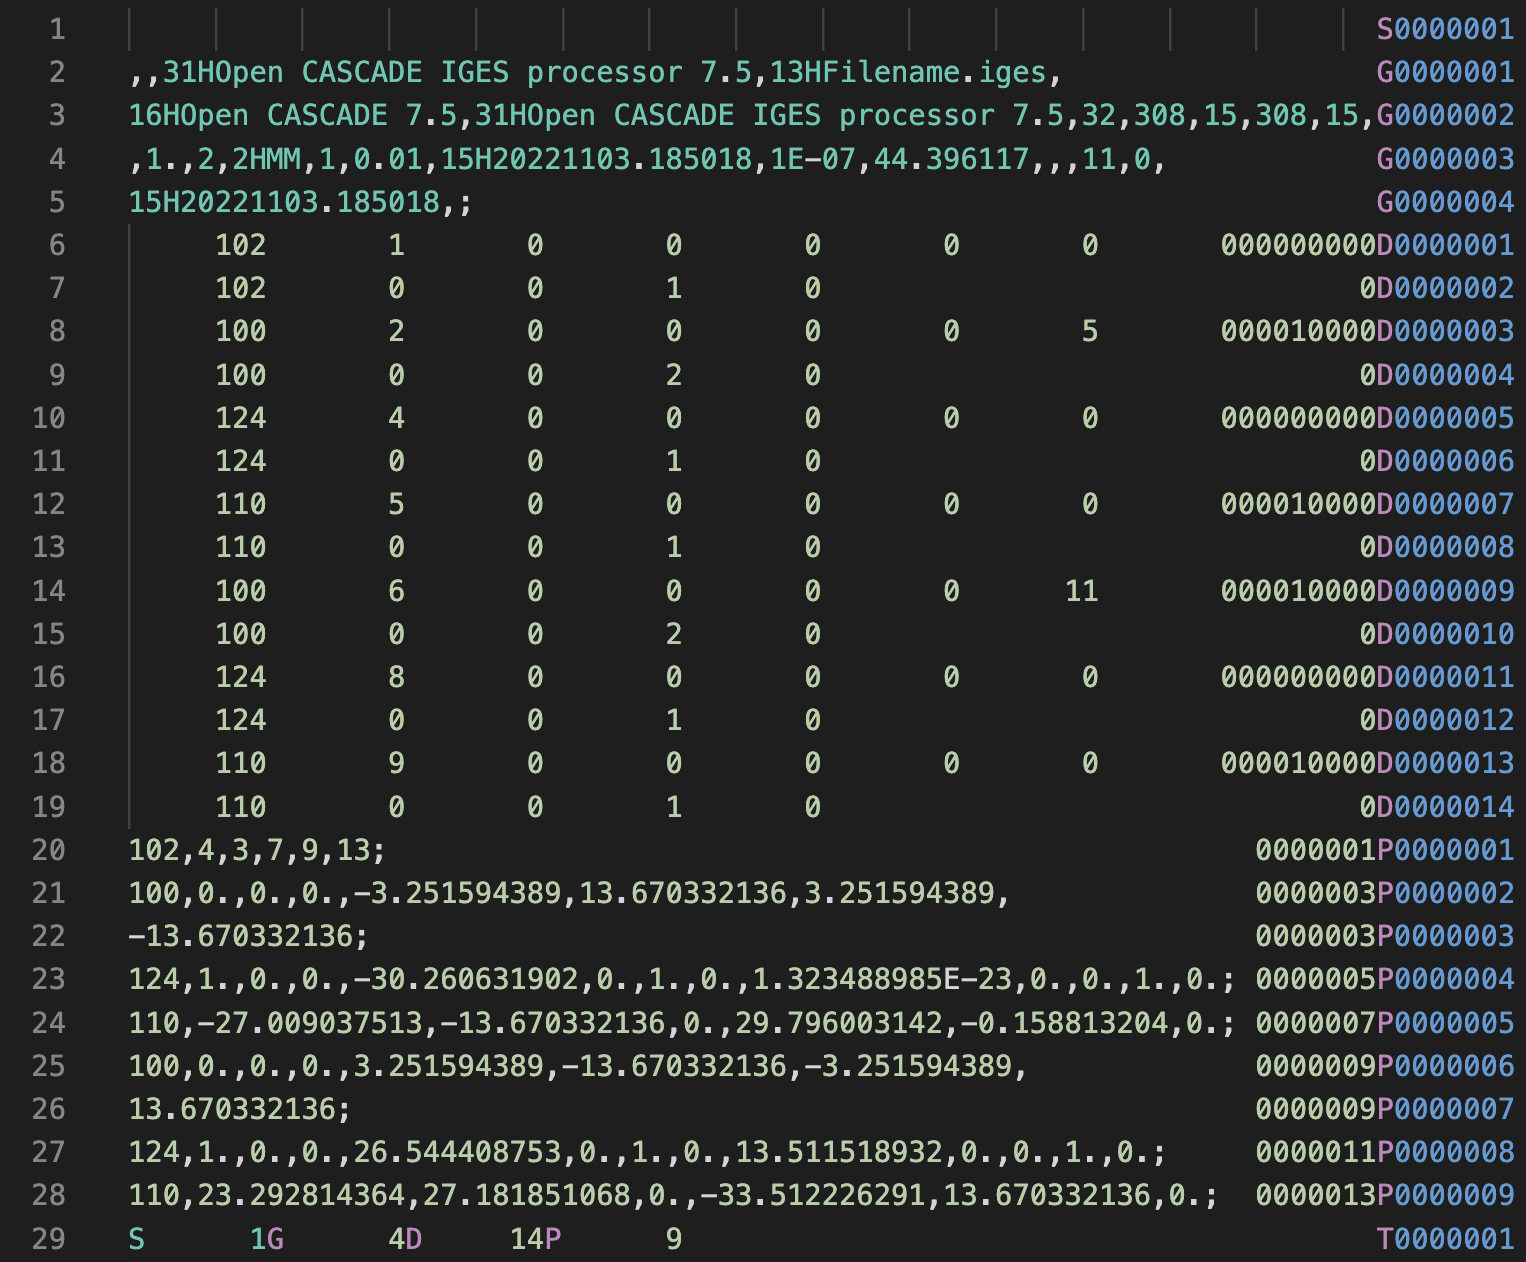 1 S0000001
2 ,,31HOpen CASCADE IGES processor 7.5,13HFilename.iges, G0000001
3 16HOpen CASCADE 7.5,31HOpen CASCADE IGES processor 7.5,32,308,15,308,15,G0000002
4 ,1.,2,2HMM,1,0.01,15H20221103.185018,1E-07,44.396117,,,11,0, G0000003
5 15H20221103.185018,; G0000004
6 102 1 0 0 0 0 0 000000000D0000001
7 102 0 0 1 0 0D0000002
8 100 2 0 0 0 0 5 000010000D0000003
9 100 0 0 2 0 0D0000004
10 124 4 0 0 0 0 0 000000000D0000005
11 124 0 0 1 0 0D0000006
12 110 5 0 0 0 0 0 000010000D0000007
13 110 0 0 1 0 0D0000008
14 100 6 0 0 0 0 11 000010000D0000009
15 100 0 0 2 0 0D0000010
16 124 8 0 0 0 0 0 000000000D0000011
17 124 0 0 1 0 0D0000012
18 110 9 0 0 0 0 0 000010000D0000013
19 110 0 0 1 0 0D0000014
20 102,4,3,7,9,13; 0000001P0000001
21 100,0.,0.,0.,-3.251594389,13.670332136,3.251594389, 0000003P0000002
22 -13.670332136; 0000003P0000003
23 124,1.,0.,0.,-30.260631902,0.,1.,0.,1.323488985E-23,0.,0.,1.,0.; 0000005P0000004
24 110,-27.009037513,-13.670332136,0.,29.796003142,-0.158813204,0.; 0000007P0000005
25 100,0.,0.,0.,3.251594389,-13.670332136,-3.251594389, 0000009P0000006
26 13.670332136; 0000009P0000007
27 124,1.,0.,0.,26.544408753,0.,1.,0.,13.511518932,0.,0.,1.,0.; 0000011P0000008
28 110,23.292814364,27.181851068,0.,-33.512226291,13.670332136,0.; 0000013P0000009
29 S 1G 4D 14P 9 T0000001